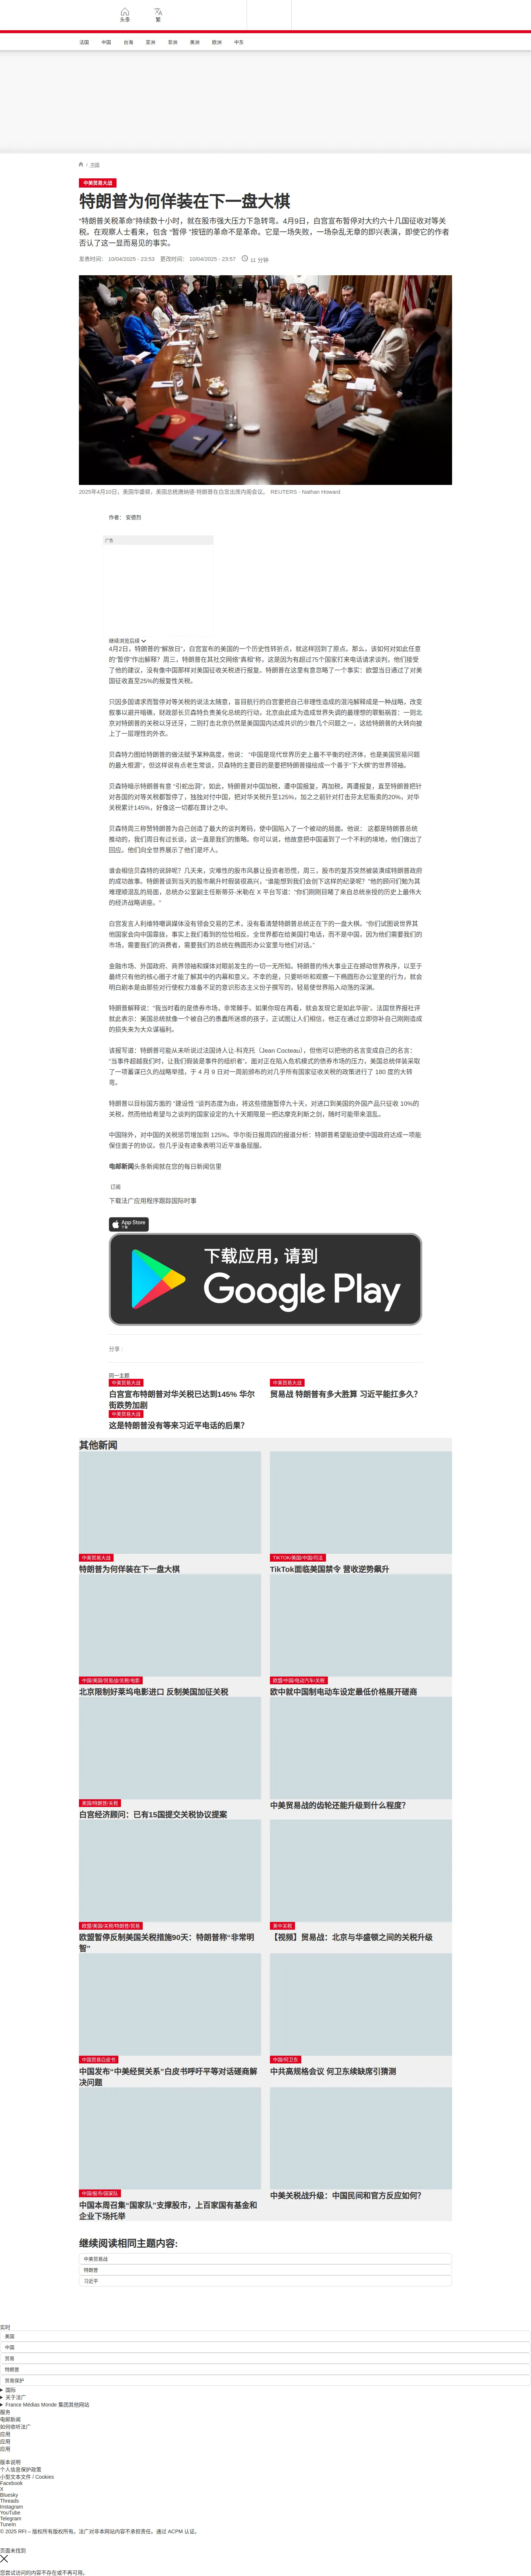 头条
繁
法国
中国
台海
亚洲
非洲
美洲
欧洲
中东
/ 中国
中美贸易大战
特朗普为何佯装在下一盘大棋
“特朗普关税革命”持续数十小时，就在股市强大压力下急转弯。4月9日，白宫宣布暂停对大约六十几国征收对等关
税。在观察人士看来，包含 “暂停 ”按钮的革命不是革命。它是一场失败，一场杂乱无章的即兴表演，即使它的作者
否认了这一显而易见的事实。
发表时间： 10/04/2025 - 23:53 更改时间： 10/04/2025 - 23:57 11 分钟
2025年4月10日，美国华盛顿，美国总统唐纳德·特朗普在白宫出席内阁会议。 REUTERS - Nathan Howard
作者： 安德烈
广告
继续浏览后续
4月2日，特朗普的“解放日”，白宫宣布的美国的一个历史性转折点，就这样回到了原点。那么，该如何对如此任意
的“暂停”作出解释？周三，特朗普在其社交网络“真相”称，这是因为有超过75个国家打来电话请求谈判，他们接受
了他的建议，没有像中国那样对美国征收关税进行报复。特朗普在这里有意忽略了一个事实：欧盟当日通过了对美
国征收直至25%的报复性关税。
只因多国请求而暂停对等关税的说法太随意，盲目航行的白宫要把自己非理性造成的混沌解释成是一种战略，改变
叙事以避开暗礁，财政部长贝森特负责美化总统的行动，北京由此成为造成世界失调的最理想的罪魁祸首：一则北
京对特朗普的关税以牙还牙，二则打击北京仍然是美国国内达成共识的少数几个问题之一，这给特朗普的大转向披
上了一层理性的外衣。
贝森特力图给特朗普的做法赋予某种高度，他说： “中国是现代世界历史上最不平衡的经济体，也是美国贸易问题
的最大根源”，但这样说有点老生常谈，贝森特的主要目的是要把特朗普描绘成一个善于“下大棋”的世界领袖。
贝森特暗示特朗普有意 “引蛇出洞”，如此，特朗普对中国加税，遭中国报复，再加税，再遭报复，直至特朗普把针
对各国的对等关税都暂停了，独独对付中国，把对华关税升至125%，加之之前针对打击芬太尼贩卖的20%，对华
关税累计145%，好像这一切都在算计之中。
贝森特周三称赞特朗普为自己创造了最大的谈判筹码，使中国陷入了一个被动的局面。他说： 这都是特朗普总统
推动的，我们周日有过长谈，这一直是我们的策略。你可以说，他故意把中国逼到了一个不利的境地，他们做出了
回应。他们向全世界展示了他们是坏人。
谁会相信贝森特的说辞呢？几天来，灾难性的股市风暴让投资者恐慌，周三，股市的复苏突然被装潢成特朗普政府
的成功故事。特朗普谈到当天的股市飙升时假装很高兴，“谁能想到我们会创下这样的纪录呢？”他的顾问们勉为其
难理顺混乱的局面，总统办公室副主任斯蒂芬·米勒在 X 平台写道：“你们刚刚目睹了来自总统亲授的历史上最伟大
的经济战略讲座。”
白宫发言人利维特嘲讽媒体没有领会交易的艺术，没有看清楚特朗普总统正在下的一盘大棋。“你们试图说世界其
他国家会向中国靠拢，事实上我们看到的恰恰相反。全世界都在给美国打电话，而不是中国，因为他们需要我们的
市场，需要我们的消费者，需要我们的总统在椭圆形办公室里与他们对话。”
金融市场、外国政府、商界领袖和媒体对眼前发生的一切一无所知。特朗普的伟大事业正在撼动世界秩序，以至于
最终只有他的核心圈子才能了解其中的内幕和意义。不幸的是，只要听听和观察一下椭圆形办公室里的行为，就会
明白剧本是由那些对行使权力准备不足的意识形态主义份子撰写的，轻易使世界陷入动荡的深渊。
特朗普解释说：“我当时看的是债券市场，非常棘手。如果你现在再看，就会发现它是如此华丽”。法国世界报社评
就此表示：美国总统就像一个被自己的愚蠢所迷惑的孩子，正试图让人们相信，他正在通过立即弥补自己刚刚造成
的损失来为大众谋福利。
该报写道：特朗普可能从未听说过法国诗人让-科克托（Jean Cocteau），但他可以把他的名言变成自己的名言：
“当事件超越我们时，让我们假装是事件的组织者”。面对正在陷入危机模式的债券市场的压力，美国总统佯装采取
了一项蓄谋已久的战略举措，于 4 月 9 日对一周前颁布的对几乎所有国家征收关税的政策进行了 180 度的大转
弯。
特朗普以目标国方面的 “建设性 ”谈判态度为由，将这些措施暂停九十天，对进口到美国的外国产品只征收 10%的
关税，然而他给希望与之谈判的国家设定的九十天期限是一把达摩克利斯之剑，随时可能带来混乱。
中国除外，对中国的关税惩罚增加到 125%。华尔街日报周四的报道分析：特朗普希望能迫使中国政府达成一项能
保住面子的协议。但几乎没有迹象表明习近平准备屈服。
电邮新闻头条新闻就在您的每日新闻信里
订阅
下载法广应用程序跟踪国际时事
App Store
下载
下载应用，请到
Google Play
分享：
同一主题
中美贸易大战
白宫宣布特朗普对华关税已达到145% 华尔
街跌势加剧
中美贸易大战
贸易战 特朗普有多大胜算 习近平能扛多久？
中美贸易大战
这是特朗普没有等来习近平电话的后果？
其他新闻
中美贸易大战
特朗普为何佯装在下一盘大棋
TIKTOK/美国/中国/司法
TikTok面临美国禁令 营收逆势飙升
中国/美国/贸易战/关税/电影
北京限制好莱坞电影进口 反制美国加征关税
欧盟/中国/电动汽车/关税
欧中就中国制电动车设定最低价格展开磋商
美国/特朗普/关税
白宫经济顾问：已有15国提交关税协议提案
中美贸易战的齿轮还能升级到什么程度？
欧盟/美国/关税/特朗普/贸易
欧盟暂停反制美国关税措施90天：特朗普称“非常明
智”
美中关税
【视频】贸易战：北京与华盛顿之间的关税升级
中国贸易白皮书
中国发布“中美经贸关系”白皮书呼吁平等对话磋商解
决问题
中国/何卫东
中共高规格会议 何卫东续缺席引猜测
中国/股市/国家队
中国本周召集“国家队”支撑股市，上百家国有基金和
企业下场托举
中美关税战升级：中国民间和官方反应如何？
继续阅读相同主题内容:
中美贸易战
特朗普
习近平
实时
美国
中国
贸易
特朗普
贸易保护
国际
关于法广
France Médias Monde 集团其他网站
服务
电邮新闻
如何收听法广
应用
应用
应用
版本说明
个人信息保护政策
小型文本文件 / Cookies
Facebook
X
Bluesky
Threads
Instagram
YouTube
Telegram
TuneIn
© 2025 RFI – 版权所有版权所有。法广对非本网站内容不承担责任。通过 ACPM 认证。
页面未找到
您尝试访问的内容不存在或不再可用。